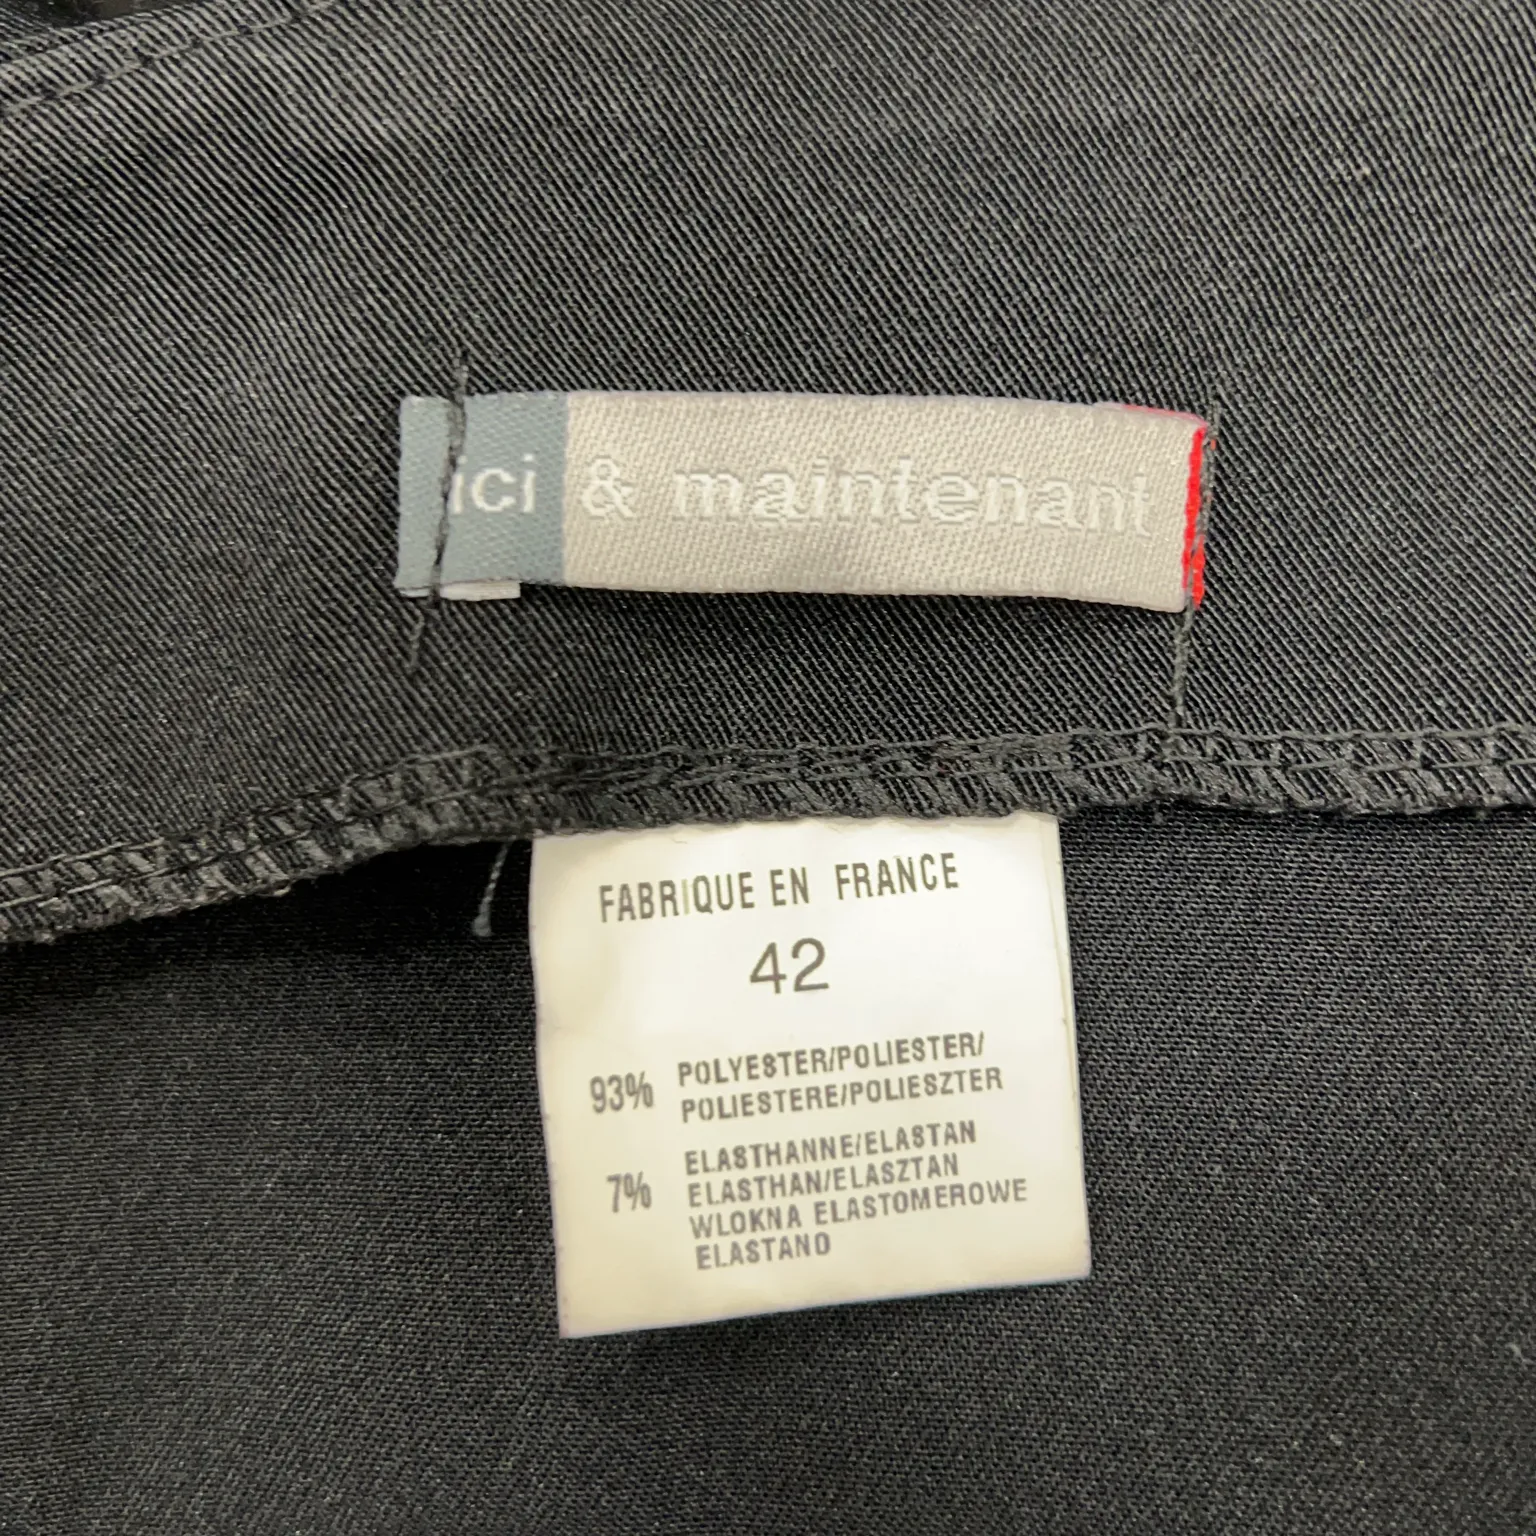 ici & maintenant
FABRIQUE EN FRANCE
42
93% POLYESTER/POLIESTER/
POLIESTERE/POLIESZTER
ELASTHANNE/ELASTAN
7% ELASTHAN/ELASZTAN
WLOKNA ELASTOMEROWE
ELASTANO